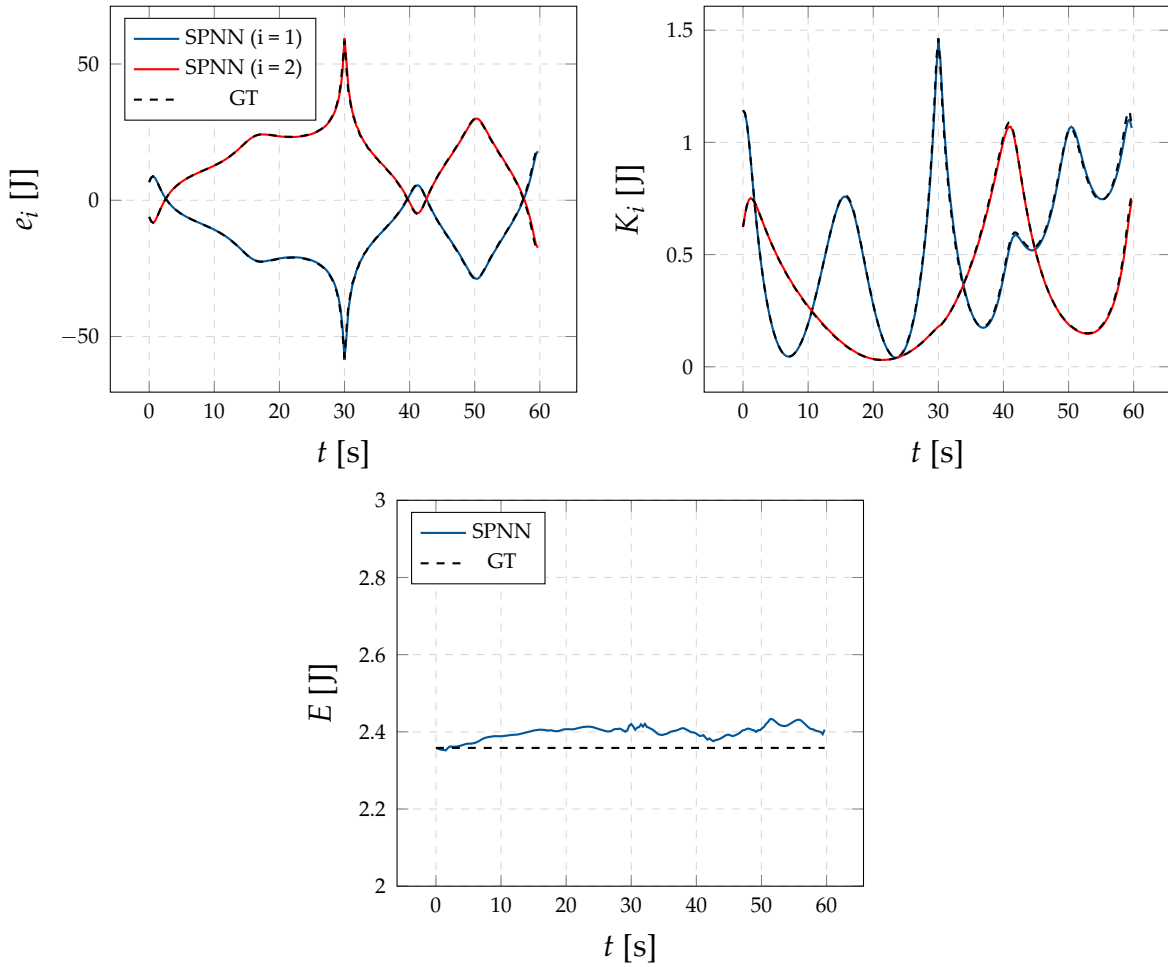 SPNN (i = 1)
SPNN (i = 2)
GT
50
0
−50
e_i [J]
0 10 20 30 40 50 60
t [s]
1.5
1
0.5
0
K_i [J]
0 10 20 30 40 50 60
t [s]
SPNN
GT
3
2.8
2.6
2.4
2.2
2
E [J]
0 10 20 30 40 50 60
t [s]